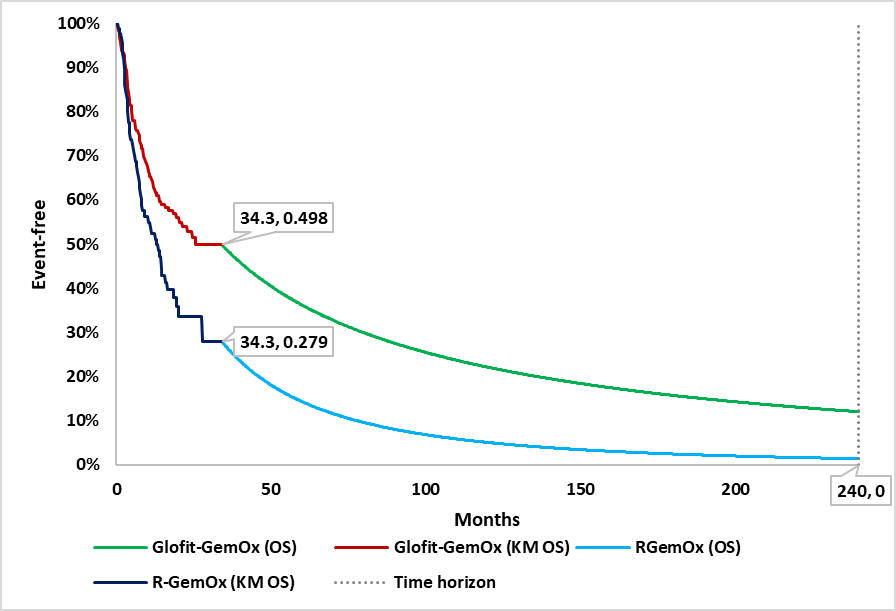 100%
90%
80%
70%
60%
50%
40%
30%
20%
10%
0%
Event-free
34.3, 0.498
34.3, 0.279
240, 0
0 50 100 150 200
Months
Glofit-GemOx (OS) Glofit-GemOx (KM OS) RGemOx (OS)
R-GemOx (KM OS) Time horizon